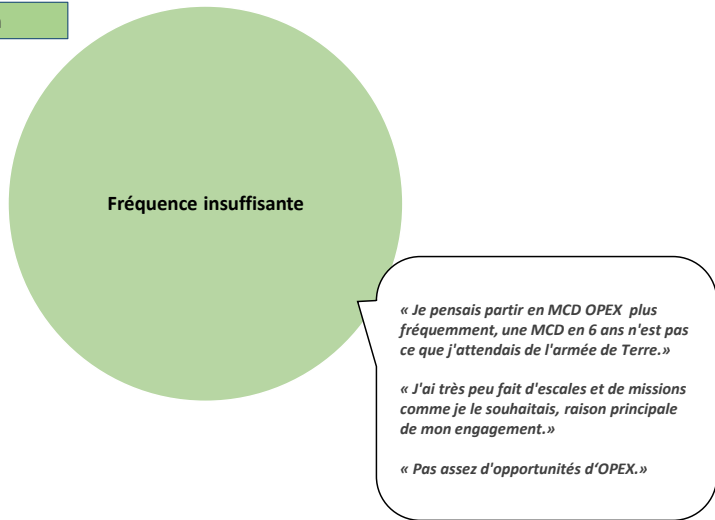 Fréquence insuffisante
« Je pensais partir en MCD OPEX plus
fréquemment, une MCD en 6 ans n'est pas
ce que j'attendais de l'armée de Terre.»
« J'ai très peu fait d'escales et de missions
comme je le souhaitais, raison principale
de mon engagement.»
« Pas assez d'opportunités d‘OPEX.»